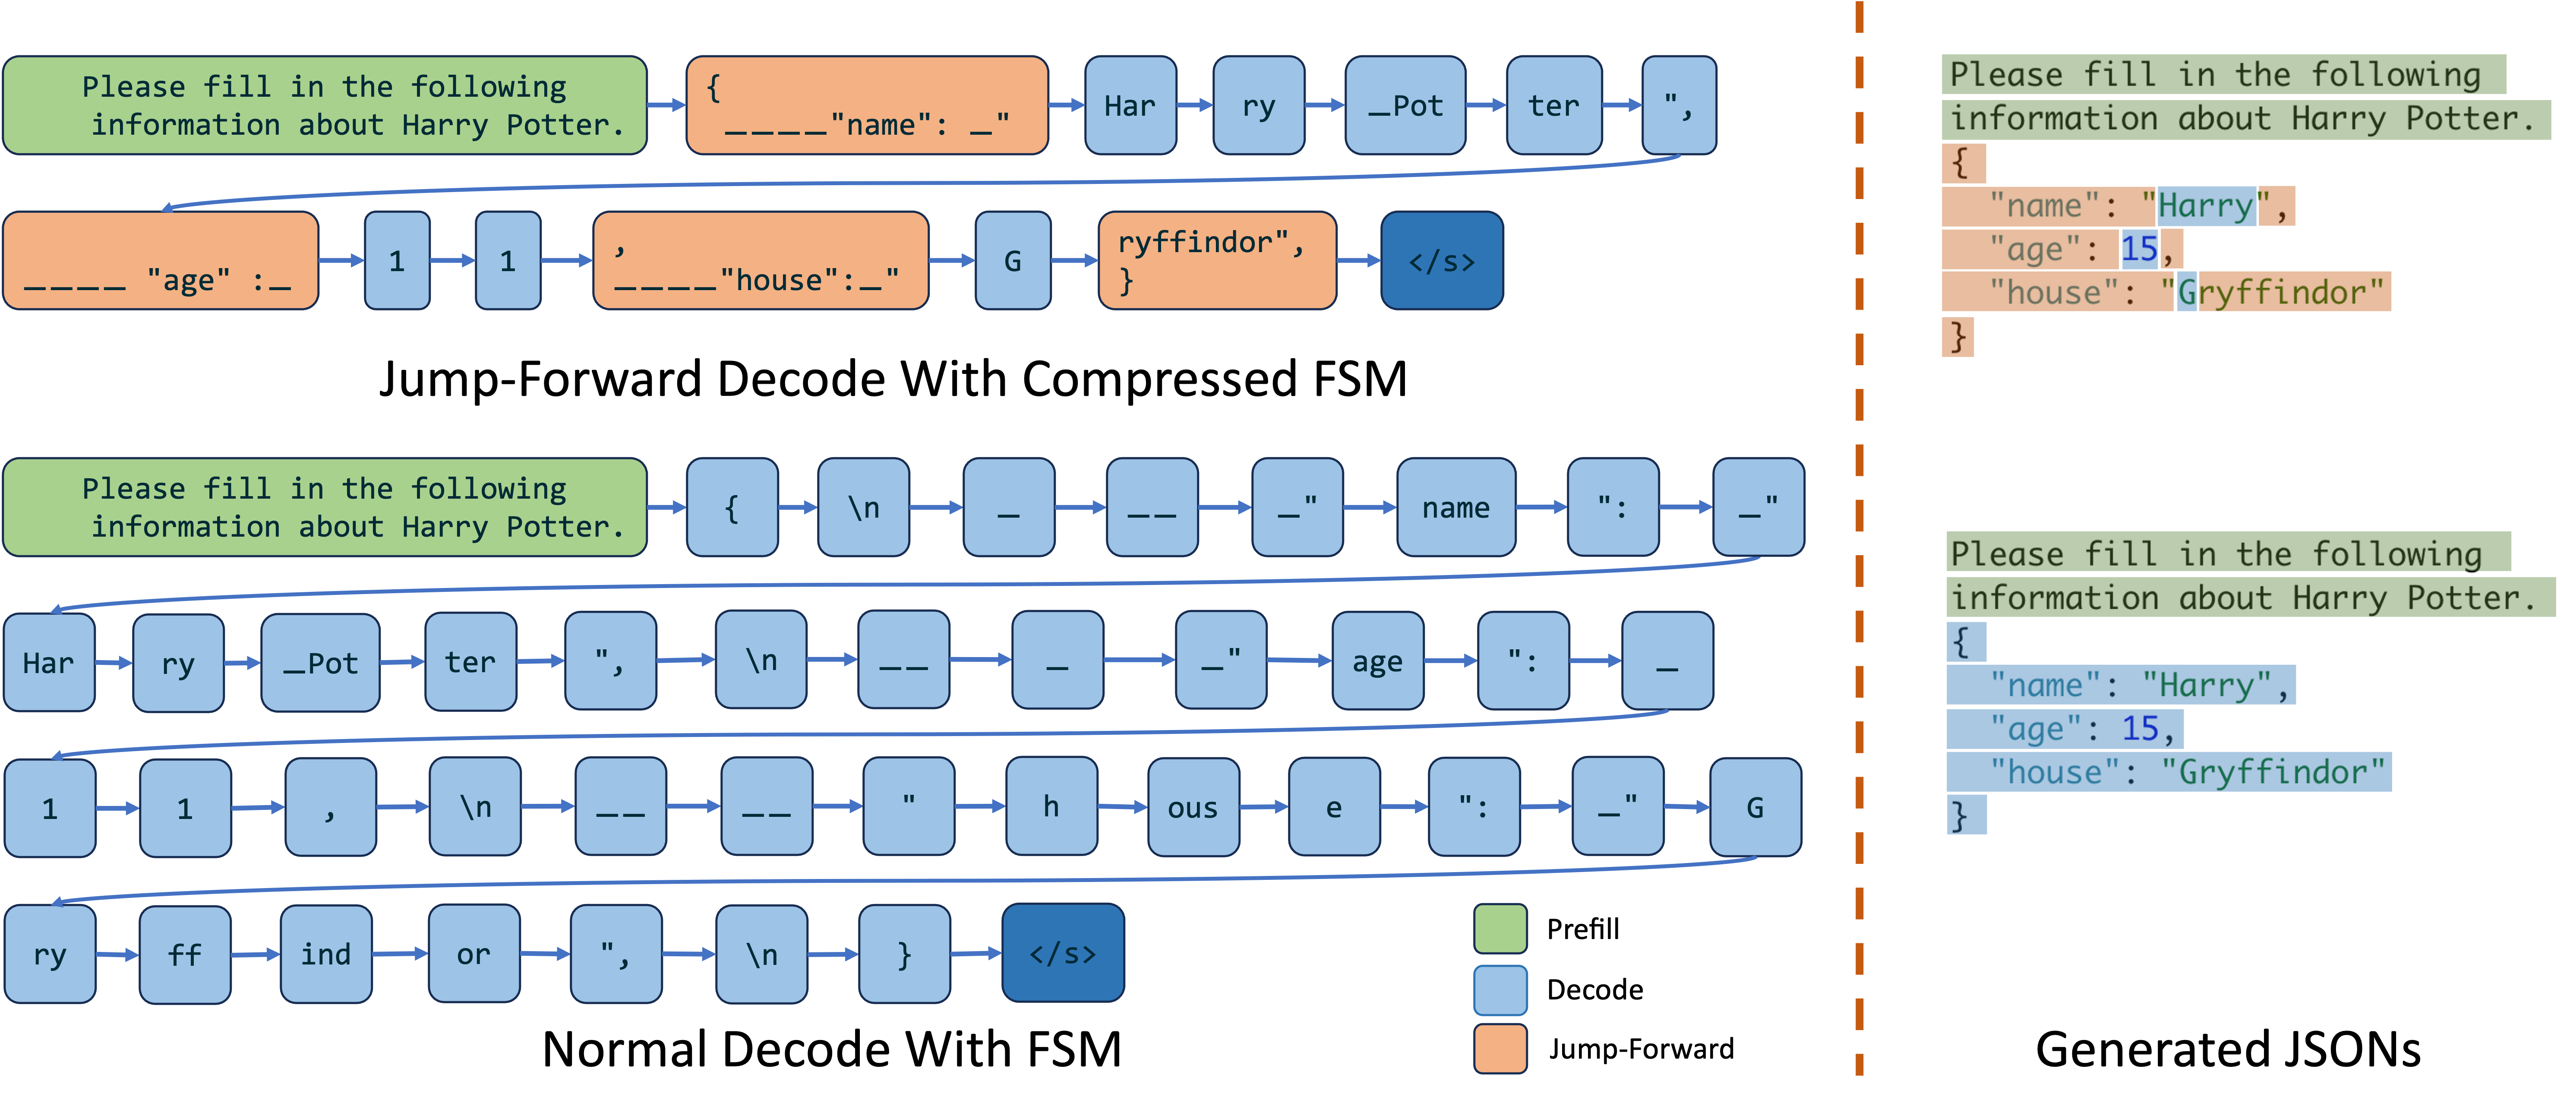 Please fill in the following
information about Harry Potter.
{
____"name": _"
Har
ry
_Pot
ter
",
____ "age" :_
1
1
,
____"house":_"
G
ryffindor",
}
</s>
Jump-Forward Decode With Compressed FSM
Please fill in the following
information about Harry Potter.
{
\n
_
__
_"
name
":
_"
Har
ry
_Pot
ter
",
\n
__
_
_"
age
":
_
1
1
,
\n
__
__
"
h
ous
e
":
_"
G
ry
ff
ind
or
",
\n
}
</s>
Normal Decode With FSM
Prefill
Decode
Jump-Forward
Please fill in the following
information about Harry Potter.
{
"name": "Harry",
"age": 15,
"house": "Gryffindor"
}
Please fill in the following
information about Harry Potter.
{
"name": "Harry",
"age": 15,
"house": "Gryffindor"
}
Generated JSONs